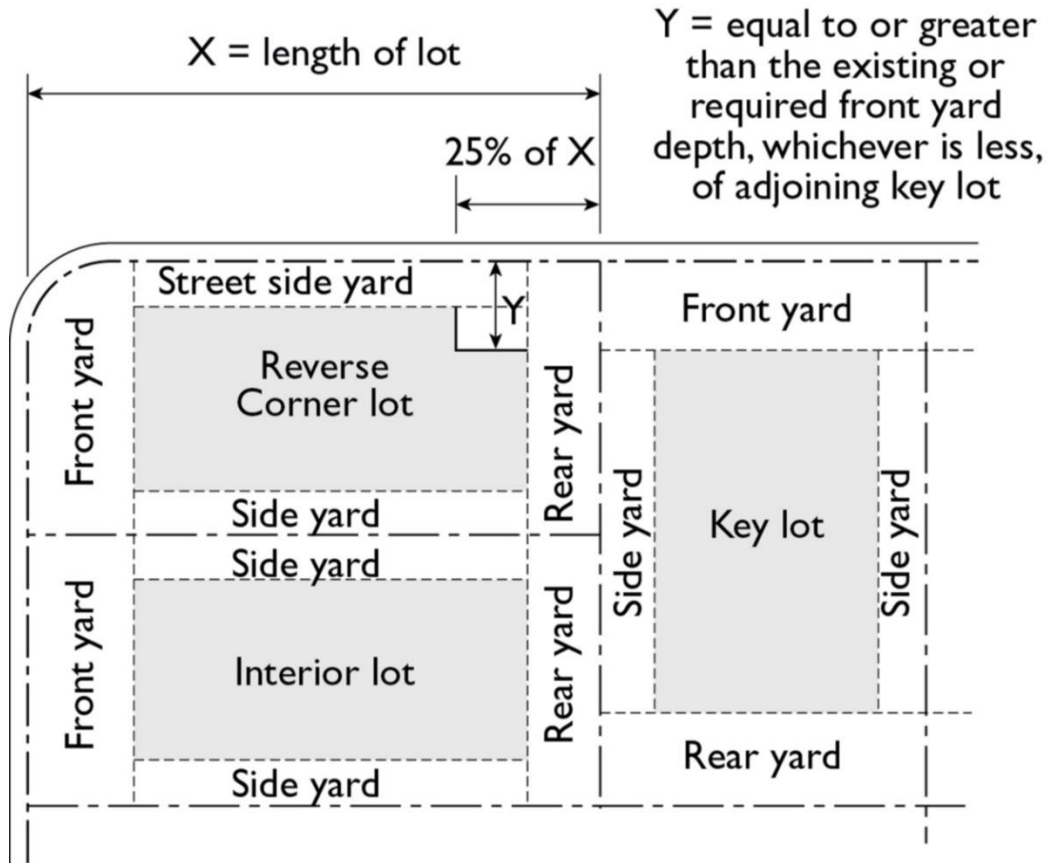 X = length of lot
Y = equal to or greater
than the existing or
required front yard
depth, whichever is less,
of adjoining key lot
25% of X
Street side yard
Y
Front yard
Front yard
Reverse
Corner lot
Rear yard
Side yard
Side yard
Key lot
Side yard
Side yard
Front yard
Interior lot
Rear yard
Side yard
Rear yard